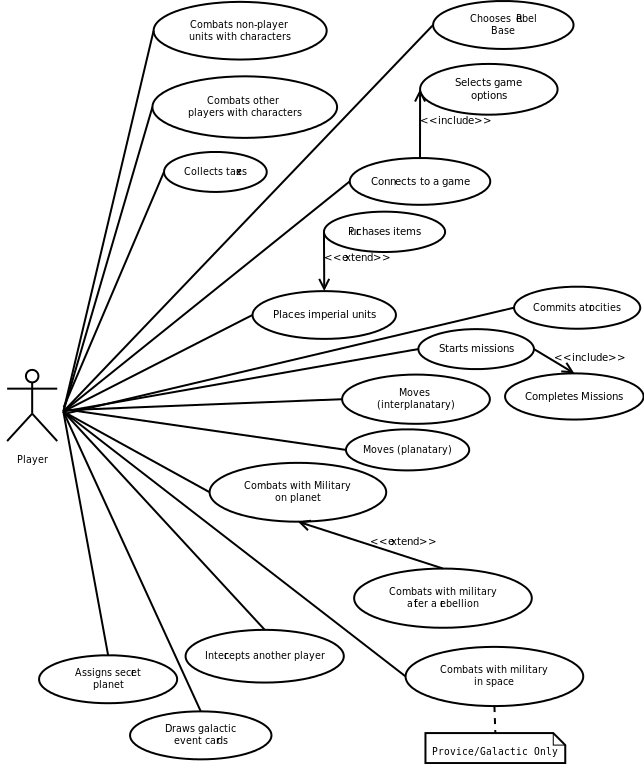 Combats non-player
units with characters
Chooses Rebel
Base
Selects game
options
Combats other
players with characters
<<include>>
Collects taxes
Connects to a game
Purchases items
<<extend>>
Places imperial units
Commits atrocities
Starts missions
<<include>>
Completes Missions
Moves
(interplanatary)
Moves (planatary)
Player
Combats with Military
on planet
<<extend>>
Combats with military
after a rebellion
Intercepts another player
Combats with military
in space
Assigns secret
planet
Draws galactic
event cards
Provice/Galactic Only